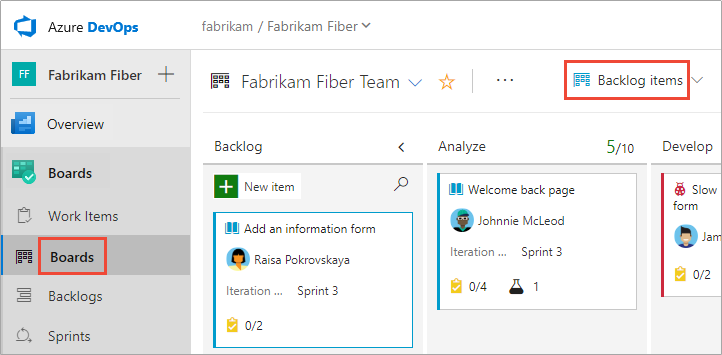 Azure DevOps
fabrikam / Fabrikam Fiber
FF Fabrikam Fiber
Fabrikam Fiber Team
Backlog items
Overview
Boards
Work Items
Boards
Backlogs
Sprints
Backlog
New item
Add an information form
Raisa Pokrovskaya
Iteration ... Sprint 3
0/2
Analyze 5/10
Welcome back page
Johnnie McLeod
Iteration ... Sprint 3
0/4 1
Develop
Slow
form
Jam
0/2